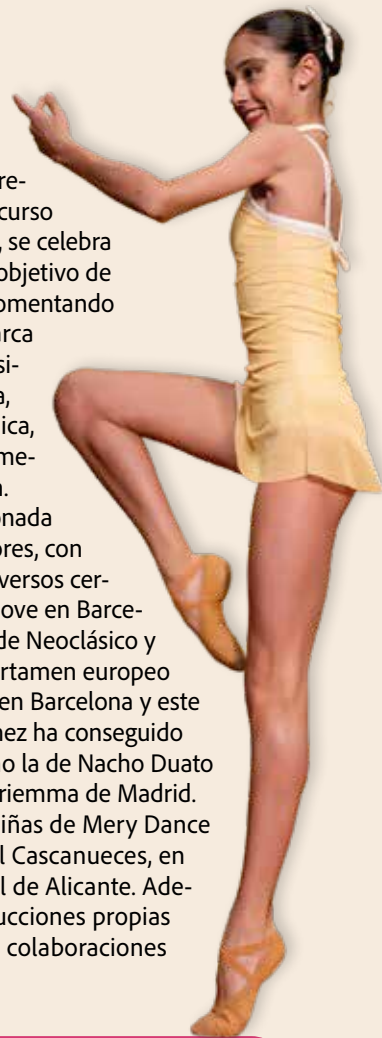 re-
curso
, se celebra
objetivo de
omentando
arca
si-
a,
ica,
me-
a.
onada
ores, con
versos cer-
ove en Barce-
de Neoclásico y
rtamen europeo
en Barcelona y este
nez ha conseguido
o la de Nacho Duato
riemma de Madrid.
iñas de Mery Dance
l Cascanueces, en
l de Alicante. Ade-
ucciones propias
colaboraciones